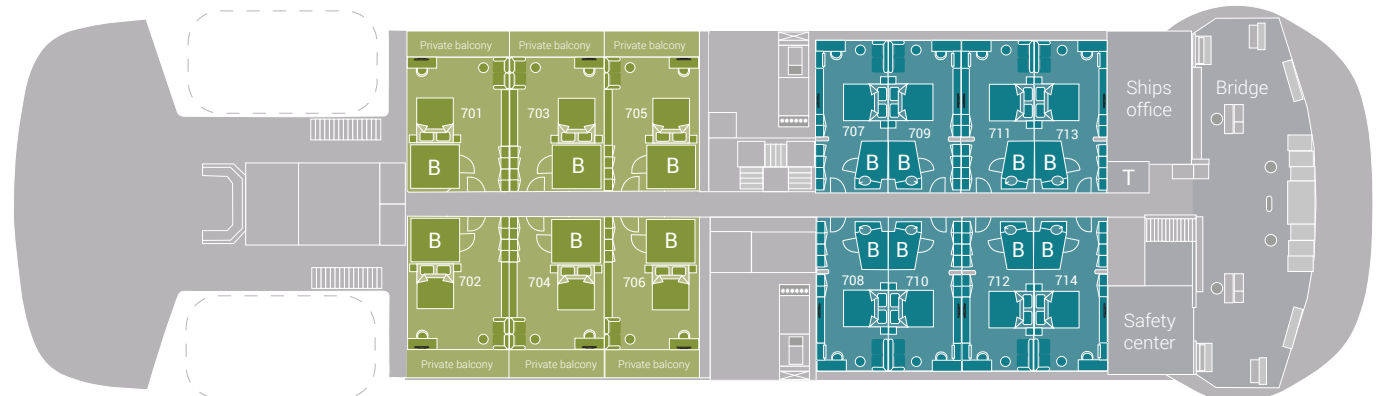 Private balcony
Private balcony
Private balcony
701
703
705
B
B
B
707
709
711
713
B
B
B
B
Ships
office
Bridge
T
B
B
B
702
704
706
B
B
B
B
708
710
712
714
Safety
center
Private balcony
Private balcony
Private balcony